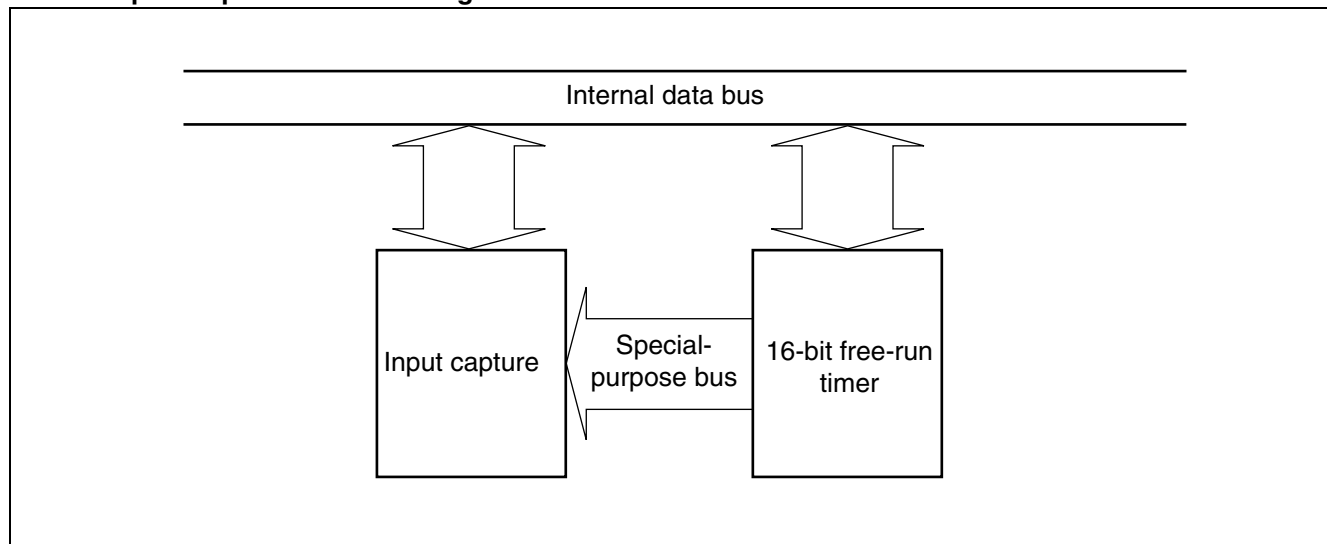 Internal data bus
Input capture
Special-
purpose bus
16-bit free-run
timer